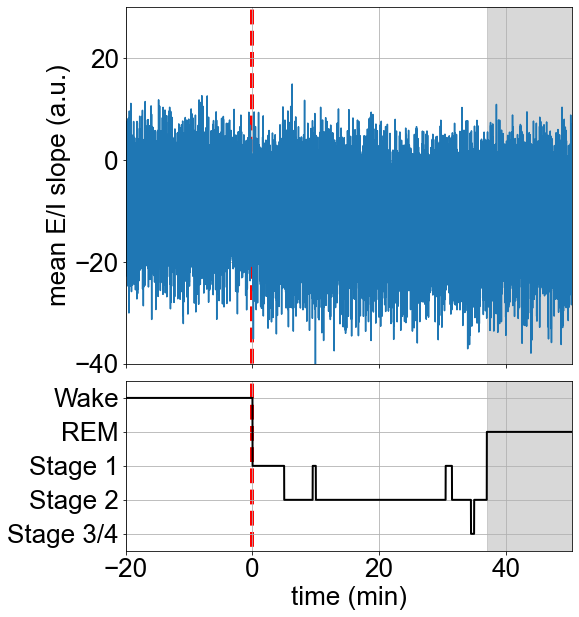 mean E/I slope (a.u.)
20
0
−20
−40
Wake
REM
Stage 1
Stage 2
Stage 3/4
−20 0 20 40
time (min)